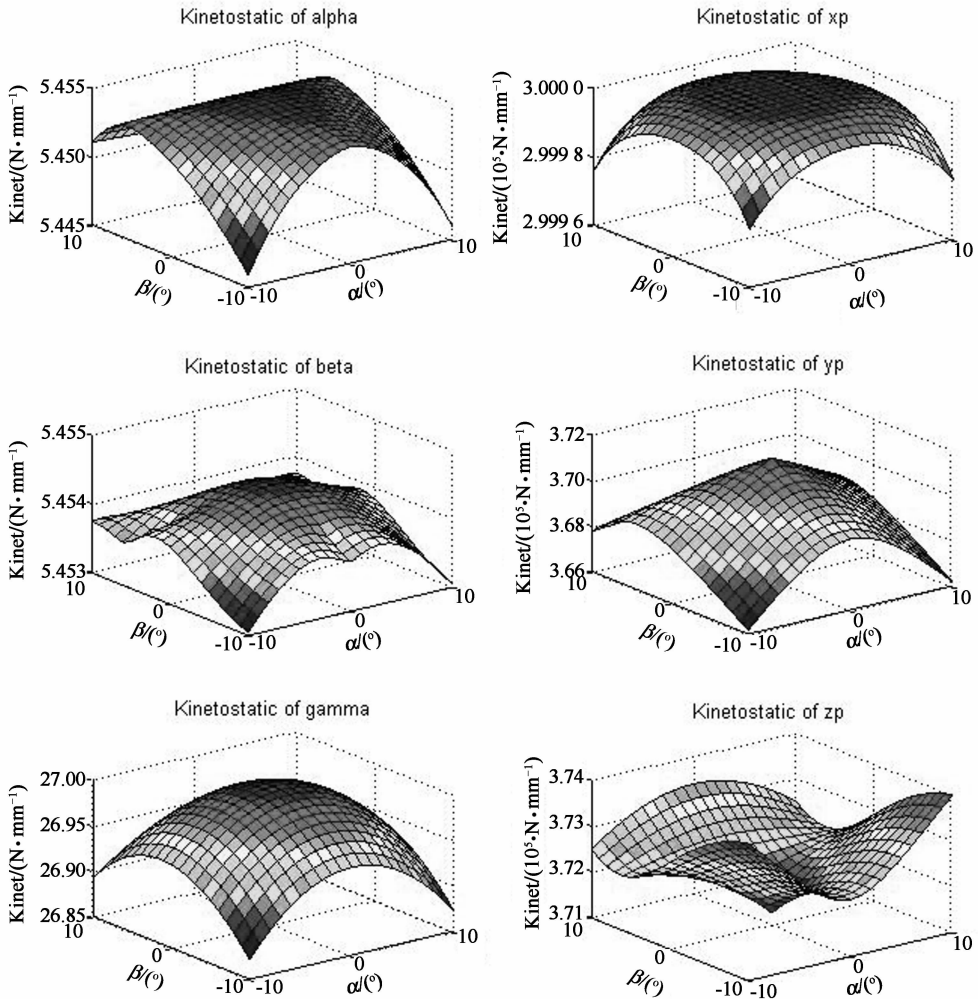 Kinetostatic of alpha
Kinet/(N·mm⁻¹)
5.455
5.450
5.445
10
0
-10
β/(°)
-10
0
10
α/(°)
Kinetostatic of xp
Kinet/(10⁵·N·mm⁻¹)
3.000 0
2.999 8
2.999 6
10
0
-10
β/(°)
-10
0
10
α/(°)
Kinetostatic of beta
Kinet/(N·mm⁻¹)
5.455
5.454
5.453
10
0
-10
β/(°)
-10
0
10
α/(°)
Kinetostatic of yp
Kinet/(10⁵·N·mm⁻¹)
3.72
3.70
3.68
3.66
10
0
-10
β/(°)
-10
0
10
α/(°)
Kinetostatic of gamma
Kinet/(N·mm⁻¹)
27.00
26.95
26.90
26.85
10
0
-10
β/(°)
-10
0
10
α/(°)
Kinetostatic of zp
Kinet/(10⁵·N·mm⁻¹)
3.74
3.73
3.72
3.71
10
0
-10
β/(°)
-10
0
10
α/(°)